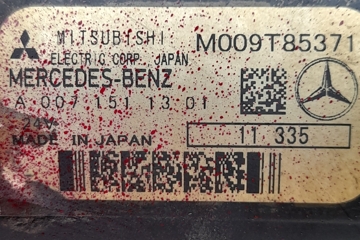 MITSUBISHI M009T85371
ELECTRIC CORP. JAPAN
MERCEDES-BENZ
A 007 151 13 01
24V
MADE IN JAPAN 11 335